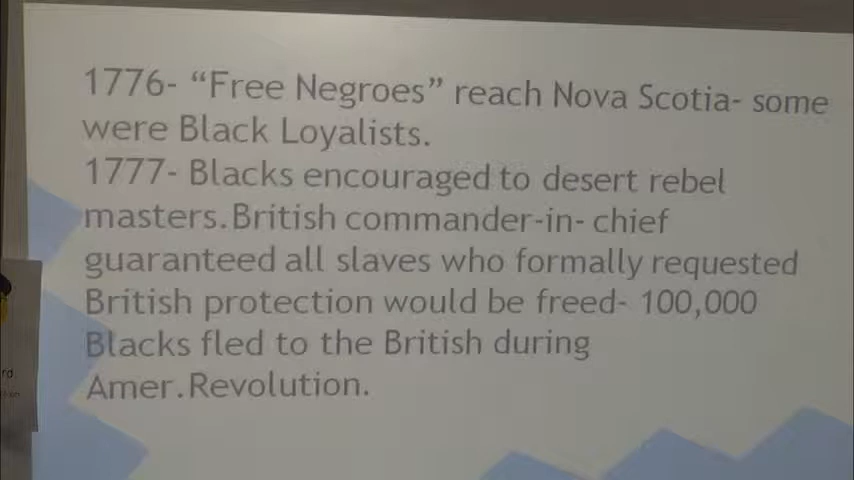 1776- “Free Negroes” reach Nova Scotia- some
were Black Loyalists.
1777- Blacks encouraged to desert rebel
masters.British commander-in- chief
guaranteed all slaves who formally requested
British protection would be freed- 100,000
Blacks fled to the British during
Amer.Revolution.
rd